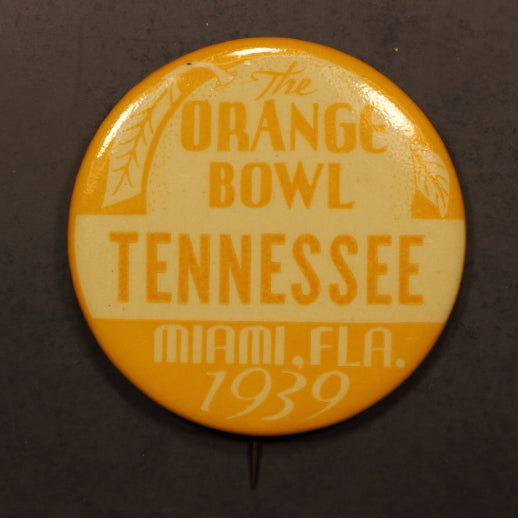 The
ORANGE
BOWL
TENNESSEE
MIAMI, FLA.
1939